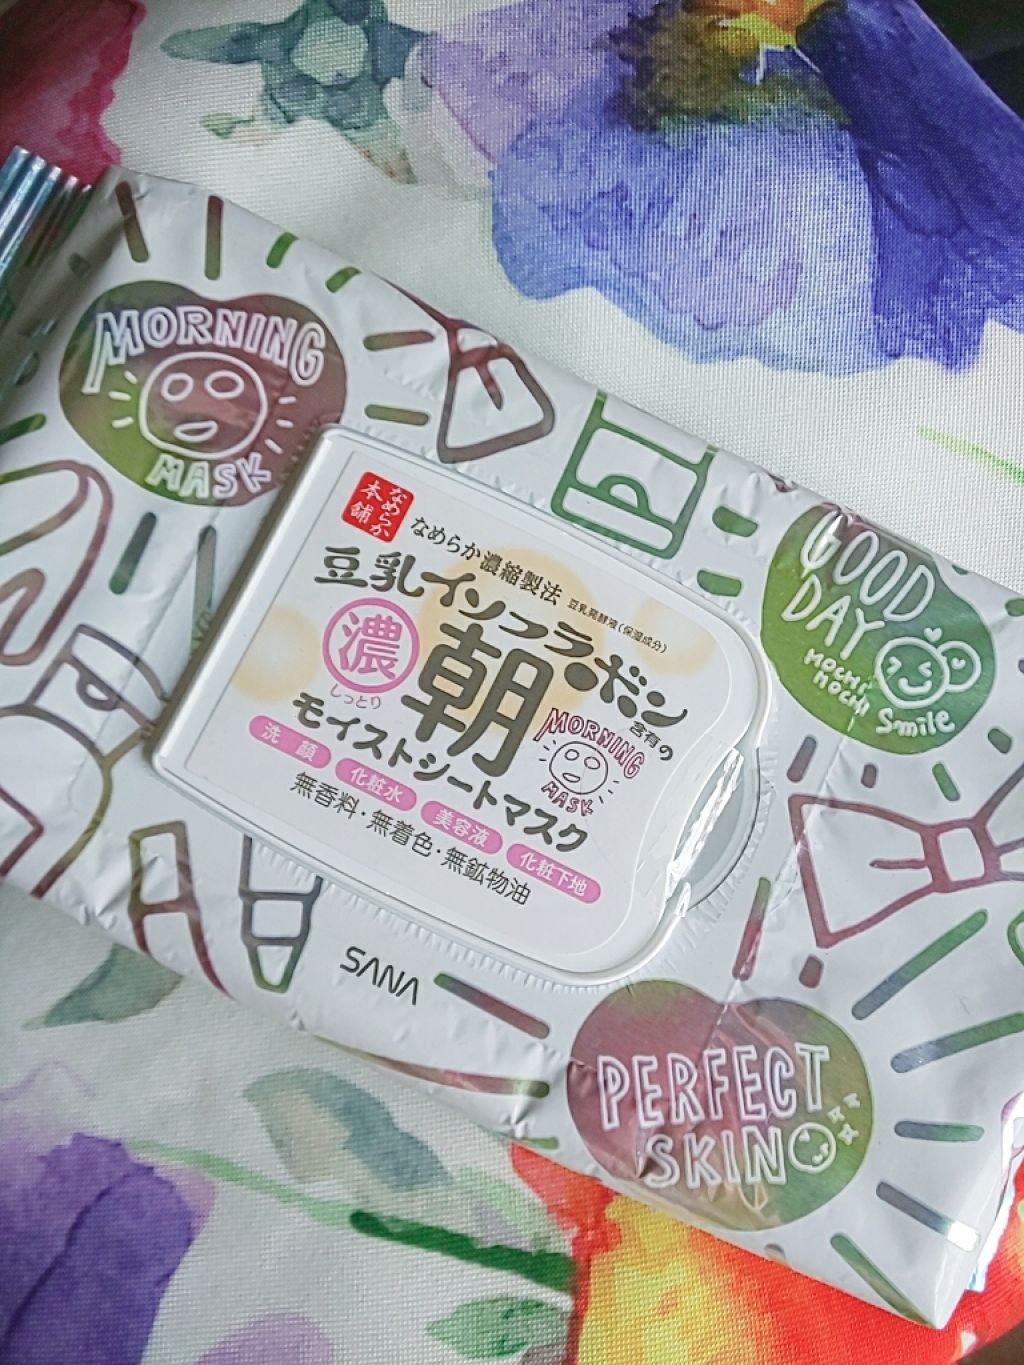 MORNING
MASK
なめらか
本舗
なめらか濃縮製法 豆乳発酵液(保湿成分)
豆乳イソフラボン
含有の
濃
しっとり
朝
MORNING
MASK
モイストシートマスク
洗顔 化粧水 美容液 化粧下地
無香料・無着色・無鉱物油
SANA
GOOD
DAY
MOCHI
MOCHI
Smile
PERFECT
SKIN